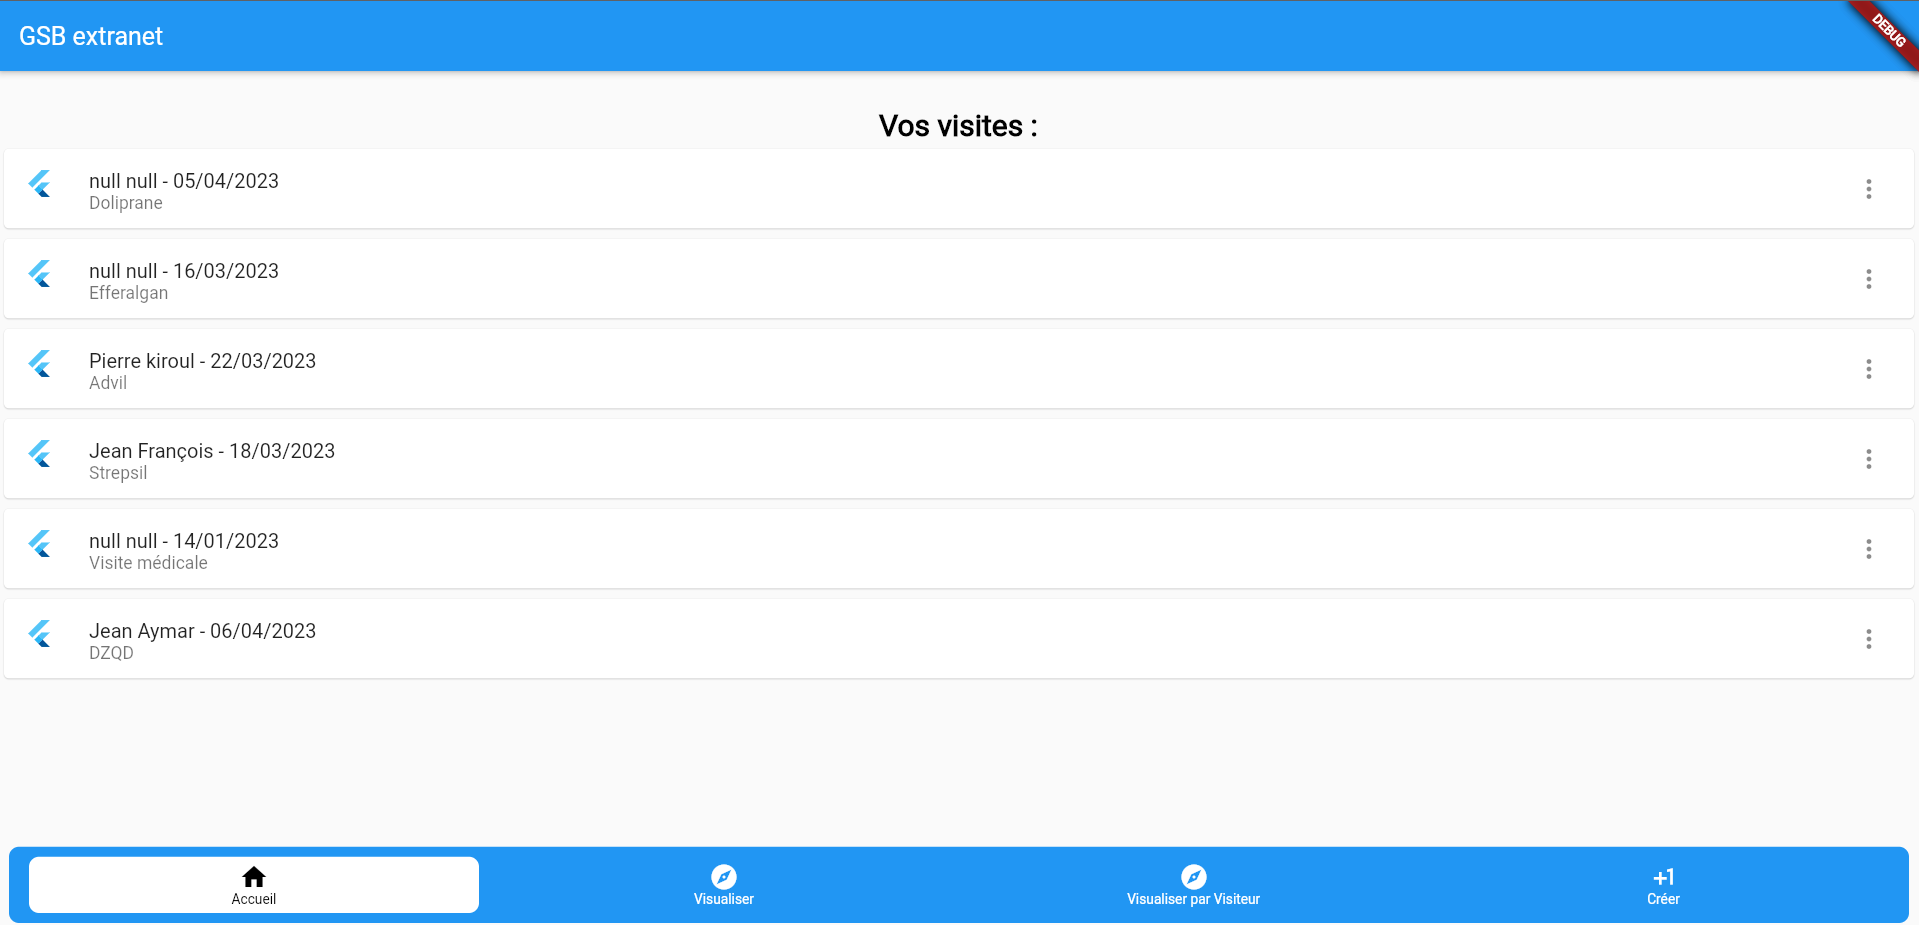 GSB extranet
DEBUG
Vos visites :
null null - 05/04/2023
Doliprane
null null - 16/03/2023
Efferalgan
Pierre kiroul - 22/03/2023
Advil
Jean François - 18/03/2023
Strepsil
null null - 14/01/2023
Visite médicale
Jean Aymar - 06/04/2023
DZQD
Accueil
Visualiser
Visualiser par Visiteur
+1
Créer